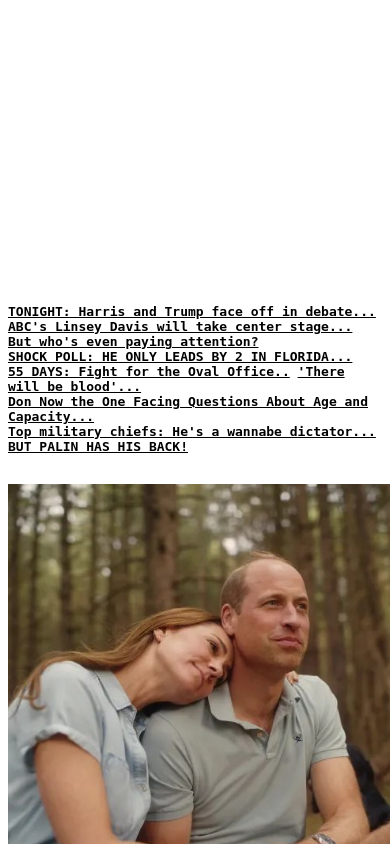 TONIGHT: Harris and Trump face off in debate...
ABC's Linsey Davis will take center stage...
But who's even paying attention?
SHOCK POLL: HE ONLY LEADS BY 2 IN FLORIDA...
55 DAYS: Fight for the Oval Office.. 'There
will be blood'...
Don Now the One Facing Questions About Age and
Capacity...
Top military chiefs: He's a wannabe dictator...
BUT PALIN HAS HIS BACK!